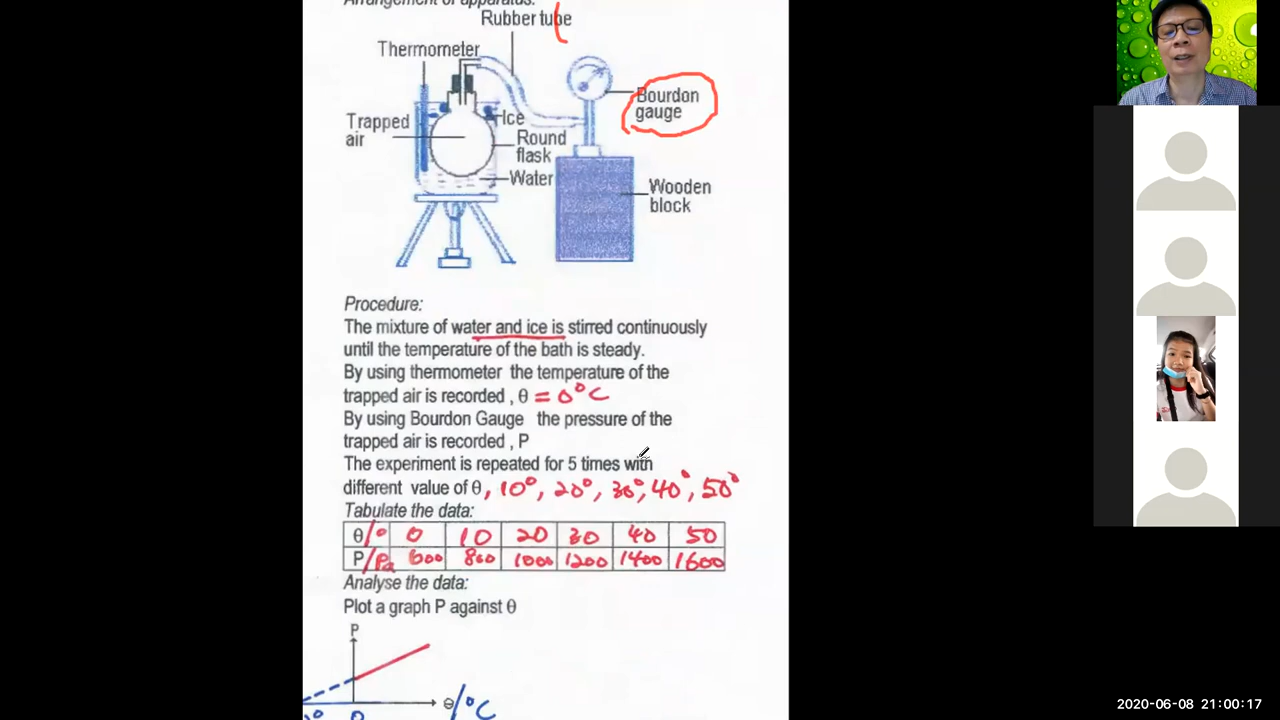 Arrangement of apparatus:
Rubber tube
Thermometer
Bourdon
gauge
Ice
Trapped
air
Round
flask
Water
Wooden
block
Procedure:
The mixture of water and ice is stirred continuously
until the temperature of the bath is steady.
By using thermometer the temperature of the
trapped air is recorded , θ = 0°C
By using Bourdon Gauge the pressure of the
trapped air is recorded , P
The experiment is repeated for 5 times with
different value of θ, 10°, 20°, 30°, 40°, 50°
Tabulate the data:
θ/° 0 10 20 30 40 50
P/Pa 600 800 1000 1200 1400 1600
Analyse the data:
Plot a graph P against θ
P
θ/°C
0
2020-06-08 21:00:17